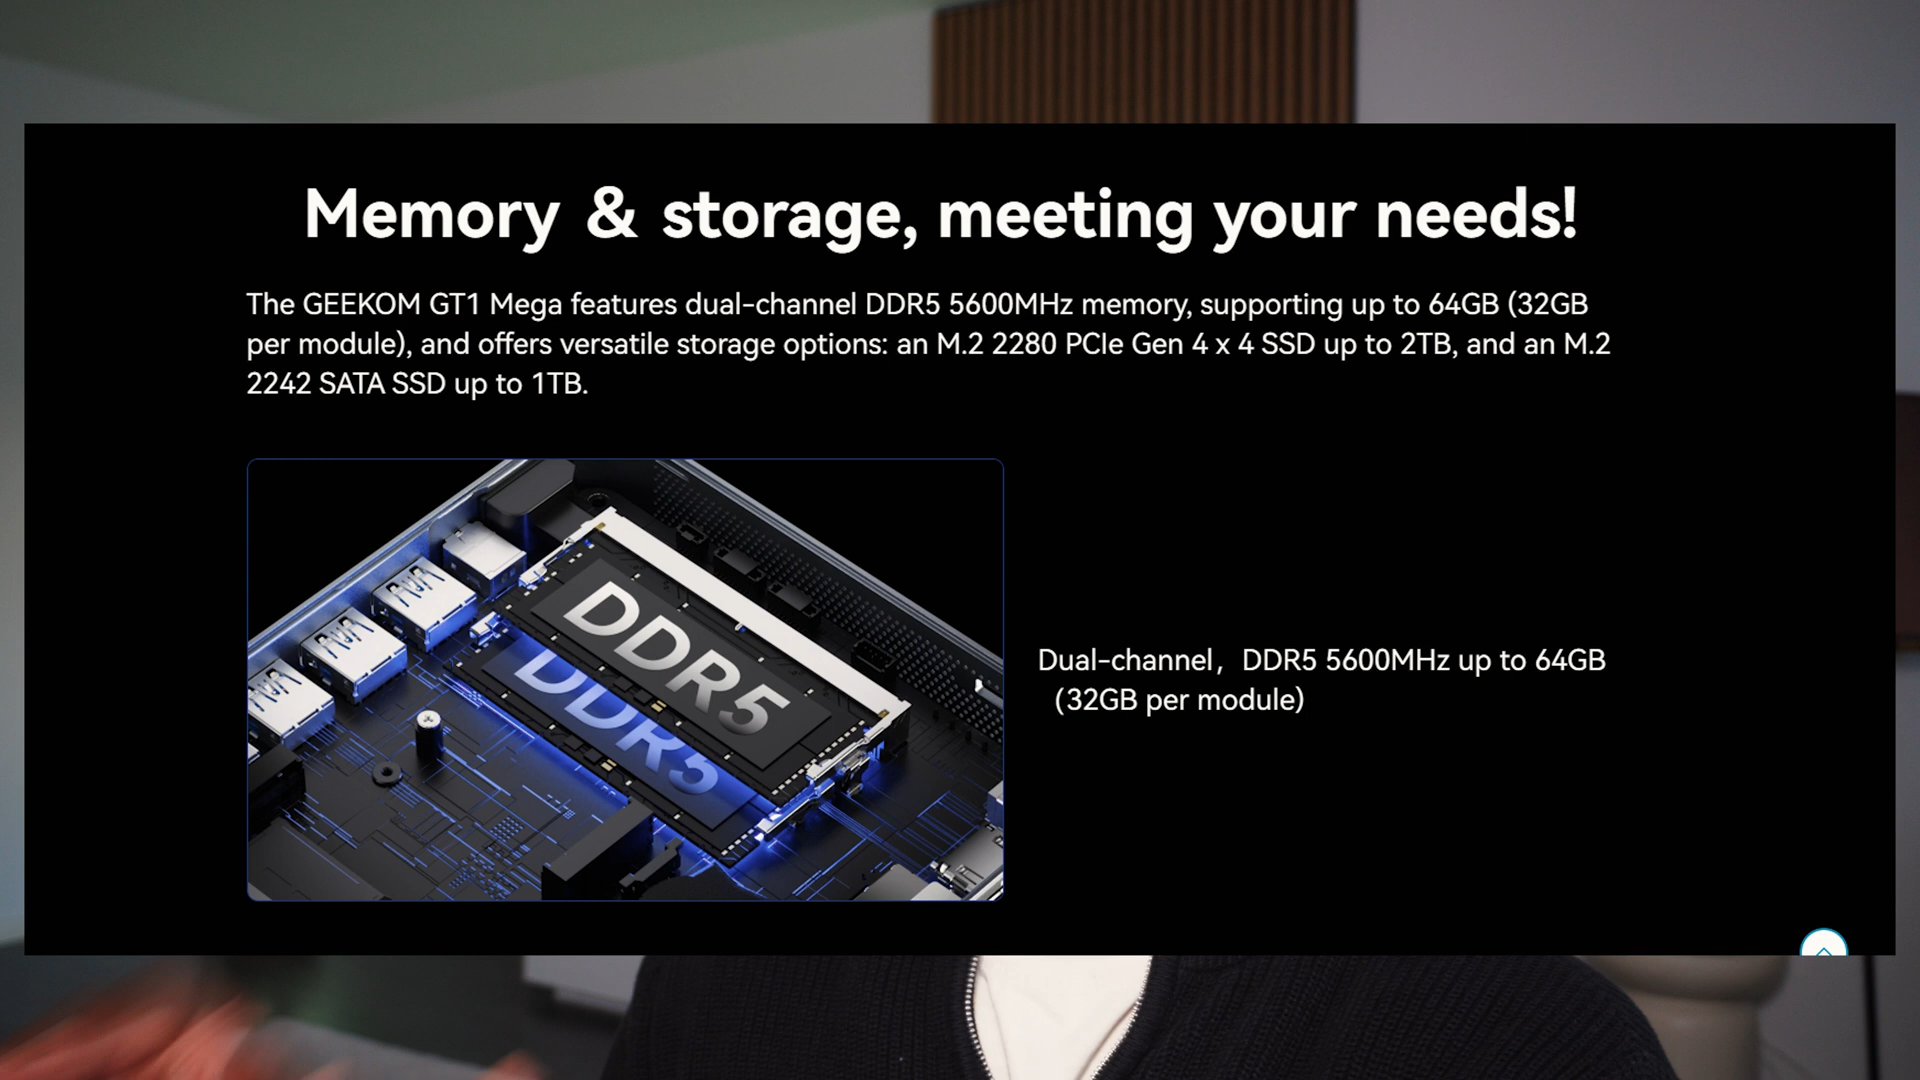 Memory & storage, meeting your needs!
The GEEKOM GT1 Mega features dual-channel DDR5 5600MHz memory, supporting up to 64GB (32GB
per module), and offers versatile storage options: an M.2 2280 PCIe Gen 4 x 4 SSD up to 2TB, and an M.2
2242 SATA SSD up to 1TB.
DDR5
DDR5
Dual-channel，DDR5 5600MHz up to 64GB
（32GB per module)